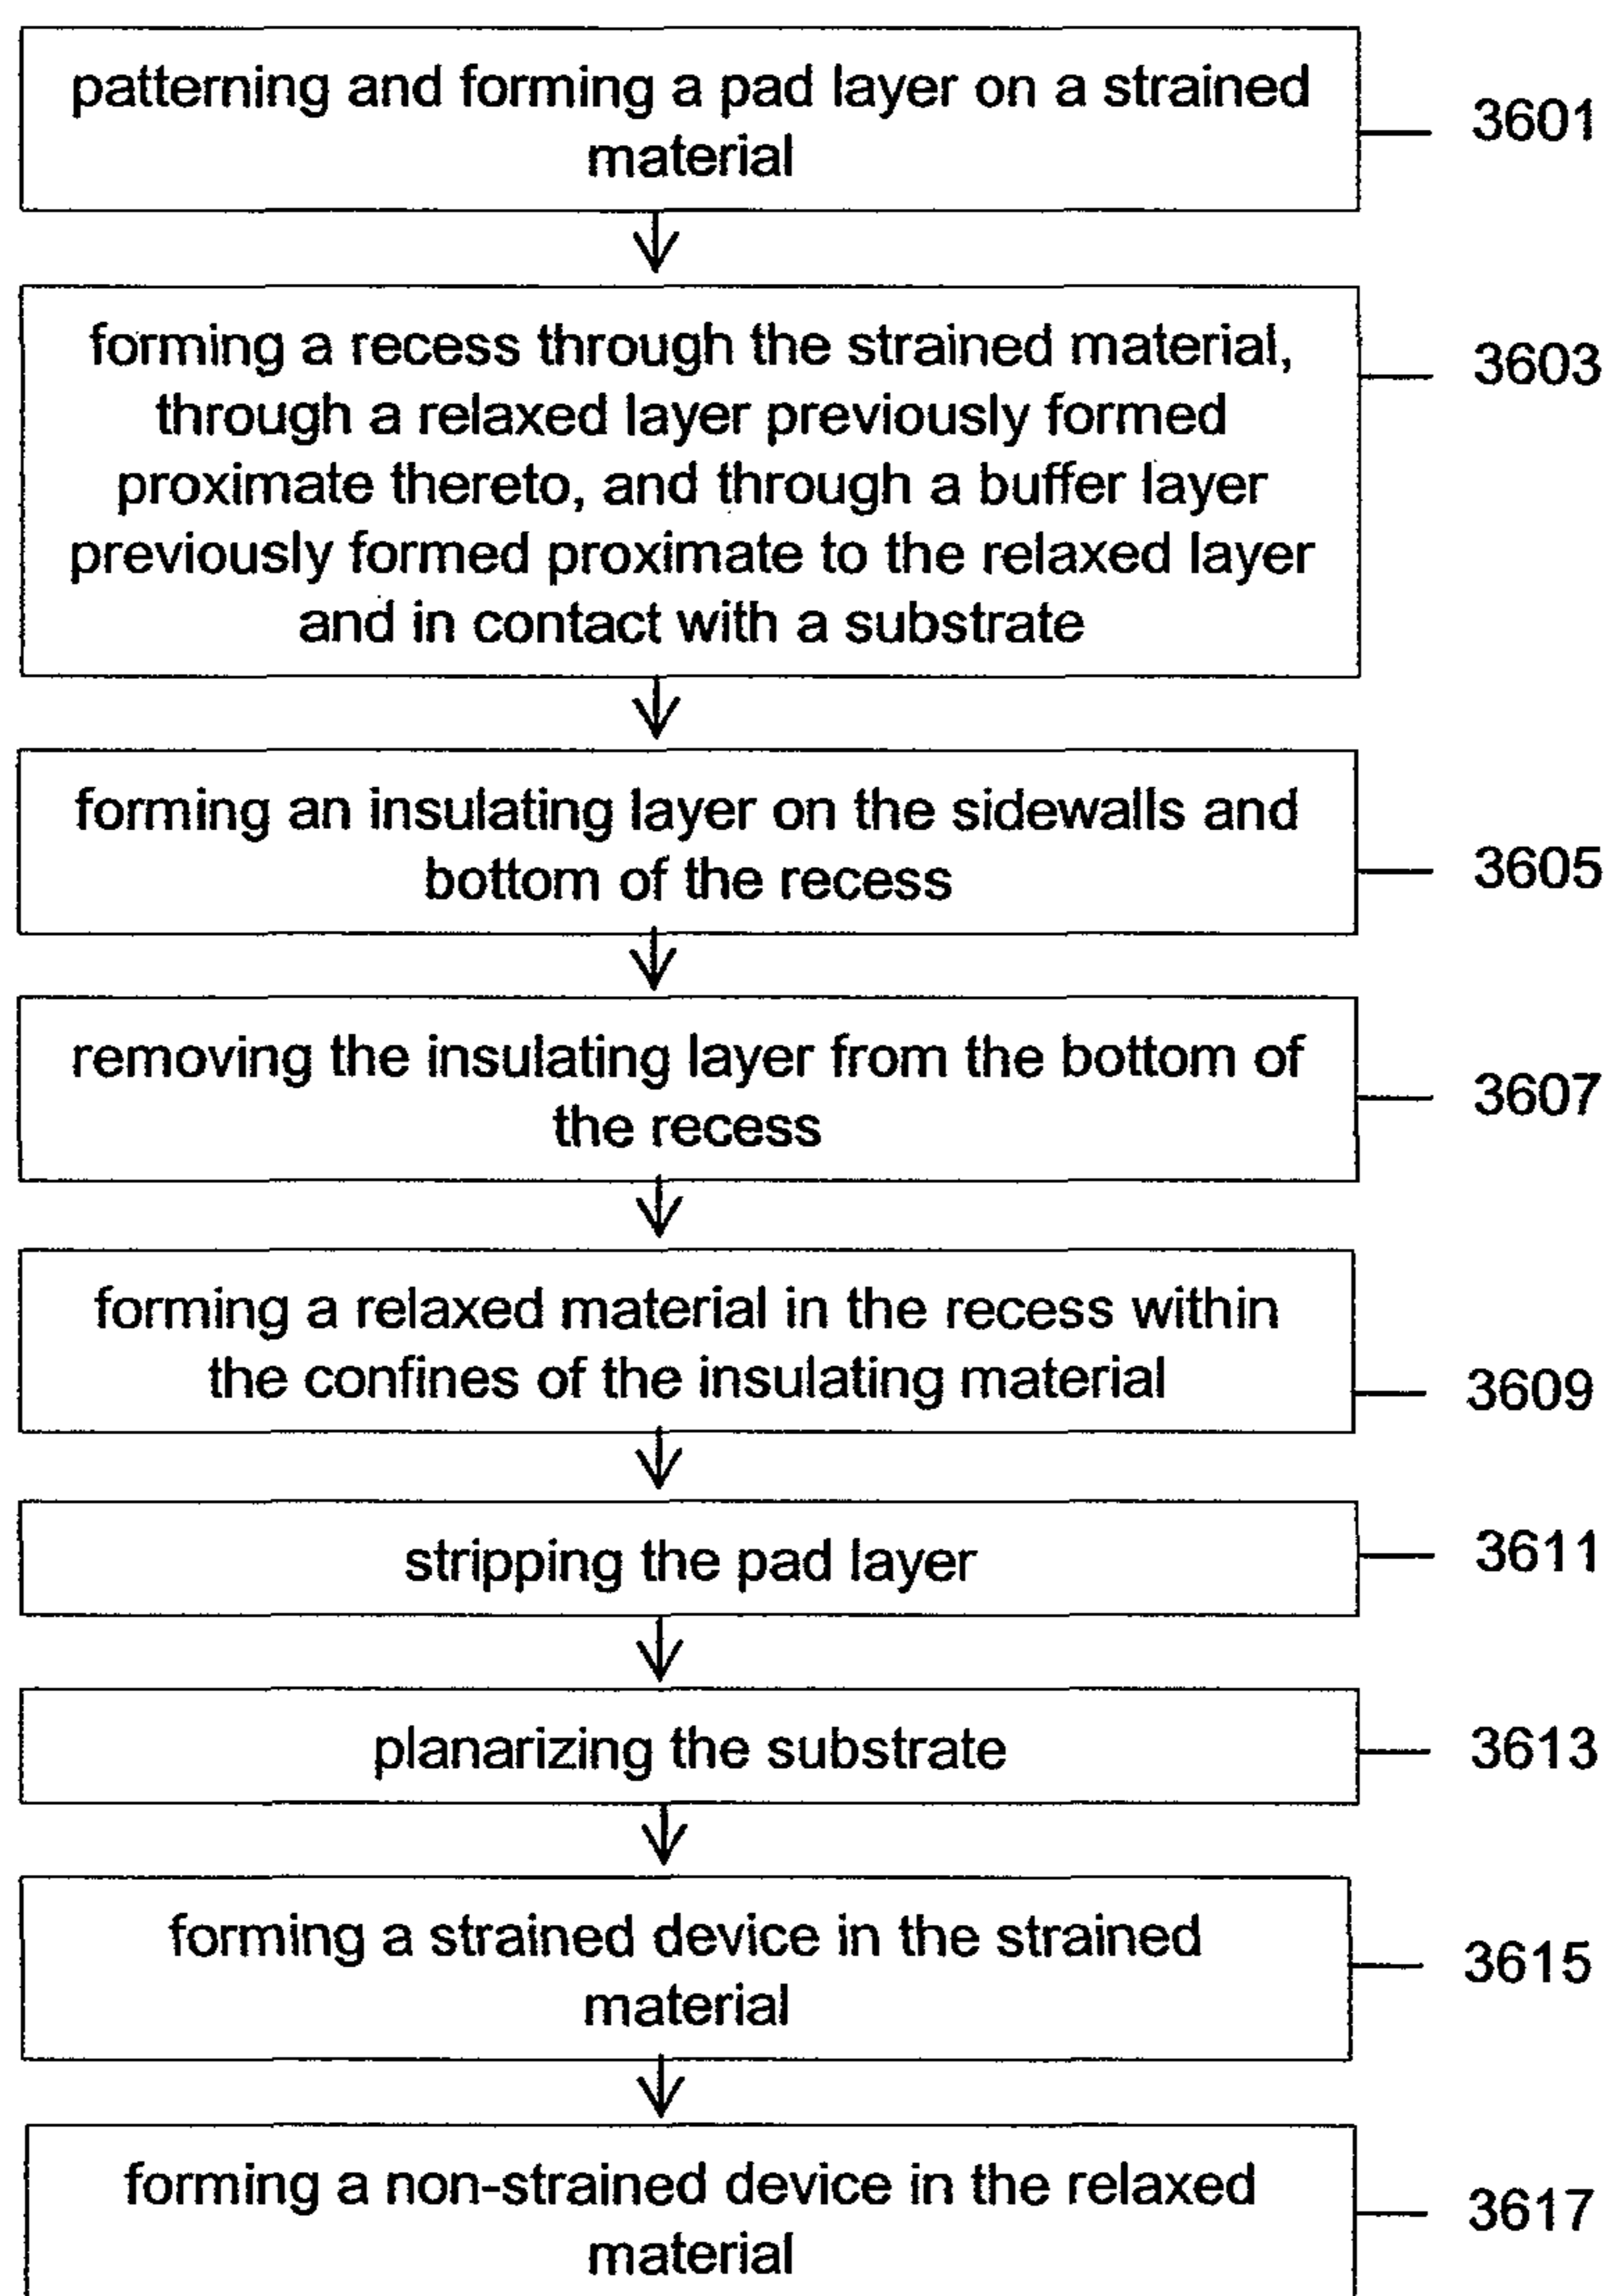 patterning and forming a pad layer on a strained
material
3601
forming a recess through the strained material,
through a relaxed layer previously formed
proximate thereto, and through a buffer layer
previously formed proximate to the relaxed layer
and in contact with a substrate
3603
forming an insulating layer on the sidewalls and
bottom of the recess
3605
removing the insulating layer from the bottom of
the recess
3607
forming a relaxed material in the recess within
the confines of the insulating material
3609
stripping the pad layer
3611
planarizing the substrate
3613
forming a strained device in the strained
material
3615
forming a non-strained device in the relaxed
material
3617